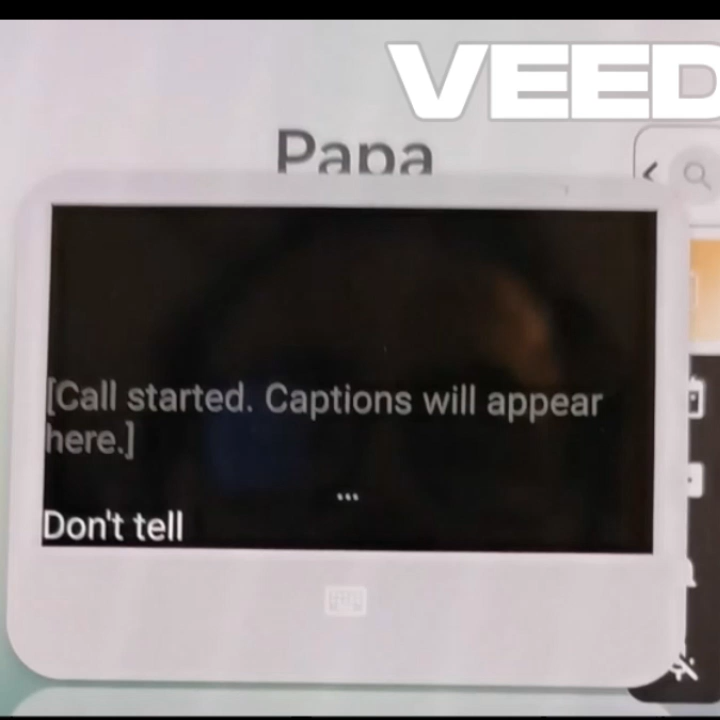 VEED
Papa
[Call started. Captions will appear
here.]
...
Don't tell